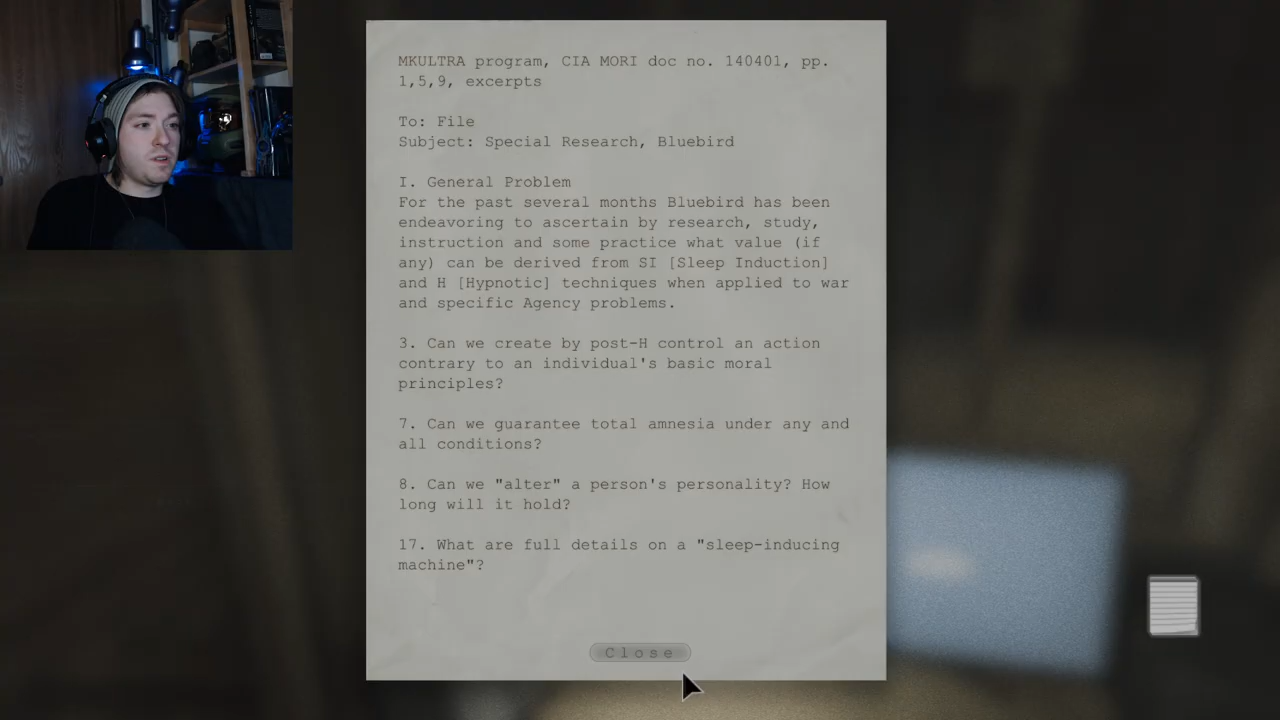 MKULTRA program, CIA MORI doc no. 140401, pp.
1,5,9, excerpts
To: File
Subject: Special Research, Bluebird
I. General Problem
For the past several months Bluebird has been
endeavoring to ascertain by research, study,
instruction and some practice what value (if
any) can be derived from SI [Sleep Induction]
and H [Hypnotic] techniques when applied to war
and specific Agency problems.
3. Can we create by post-H control an action
contrary to an individual's basic moral
principles?
7. Can we guarantee total amnesia under any and
all conditions?
8. Can we "alter" a person's personality? How
long will it hold?
17. What are full details on a "sleep-inducing
machine"?
Close